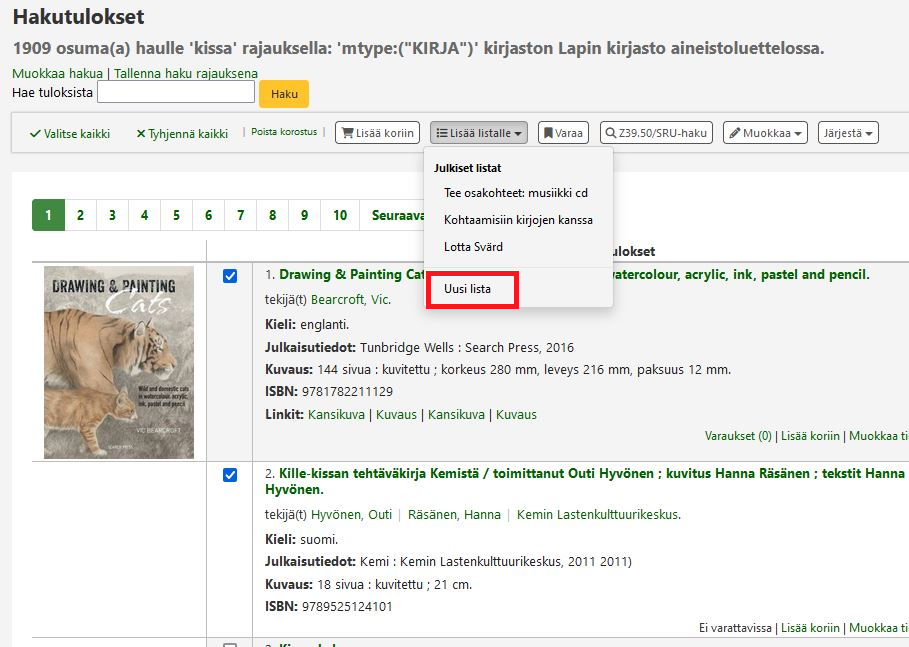 Hakutulokset
1909 osuma(a) haulle 'kissa' rajauksella: 'mtype:("KIRJA")' kirjaston Lapin kirjasto aineistoluettelossa.
Muokkaa hakua | Tallenna haku rajauksena
Hae tuloksista Haku
Valitse kaikki Tyhjennä kaikki | Poista korostus | Lisää koriin Lisää listalle Varaa Z39.50/SRU-haku Muokkaa Järjestä
Julkiset listat
Tee osakohteet: musiikki cd
Kohtaamisiin kirjojen kanssa
Lotta Svärd
Uusi lista
1 2 3 4 5 6 7 8 9 10 Seuraava
ulokset
DRAWING & PAINTING
Cats
Wild and domestic cats
in watercolour, acrylic,
ink, pastel and pencil
VIC BEARCROFT
SEARCH PRESS
1. Drawing & Painting Cat atercolour, acrylic, ink, pastel and pencil.
tekijä(t) Bearcroft, Vic.
Kieli: englanti.
Julkaisutiedot: Tunbridge Wells : Search Press, 2016
Kuvaus: 144 sivua : kuvitettu ; korkeus 280 mm, leveys 216 mm, paksuus 12 mm.
ISBN: 9781782211129
Linkit: Kansikuva | Kuvaus | Kansikuva | Kuvaus
Varaukset (0) | Lisää koriin | Muokkaa ti
2. Kille-kissan tehtäväkirja Kemistä / toimittanut Outi Hyvönen ; kuvitus Hanna Räsänen ; tekstit Hanna
Hyvönen.
tekijä(t) Hyvönen, Outi | Räsänen, Hanna | Kemin Lastenkulttuurikeskus.
Kieli: suomi.
Julkaisutiedot: Kemi : Kemin Lastenkulttuurikeskus, 2011 2011)
Kuvaus: 18 sivua : kuvitettu ; 21 cm.
ISBN: 9789525124101
Ei varattavissa | Lisää koriin | Muokkaa ti